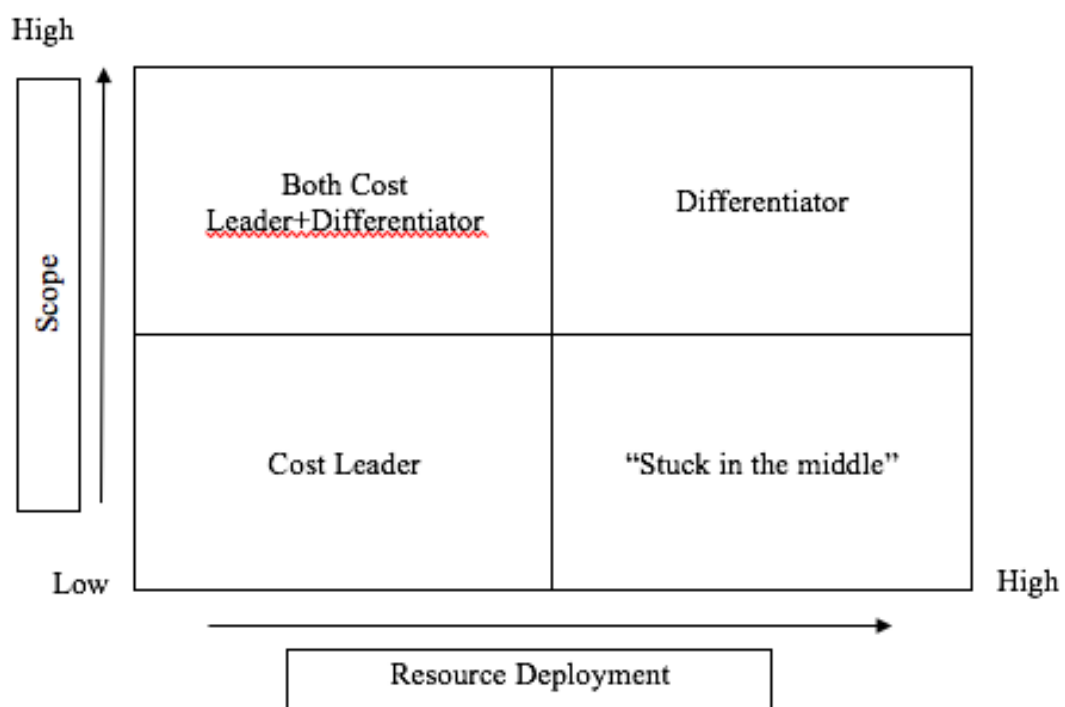 High
Both Cost
Leader+Differentiator
Differentiator
Scope
Cost Leader
“Stuck in the middle”
Low
High
Resource Deployment